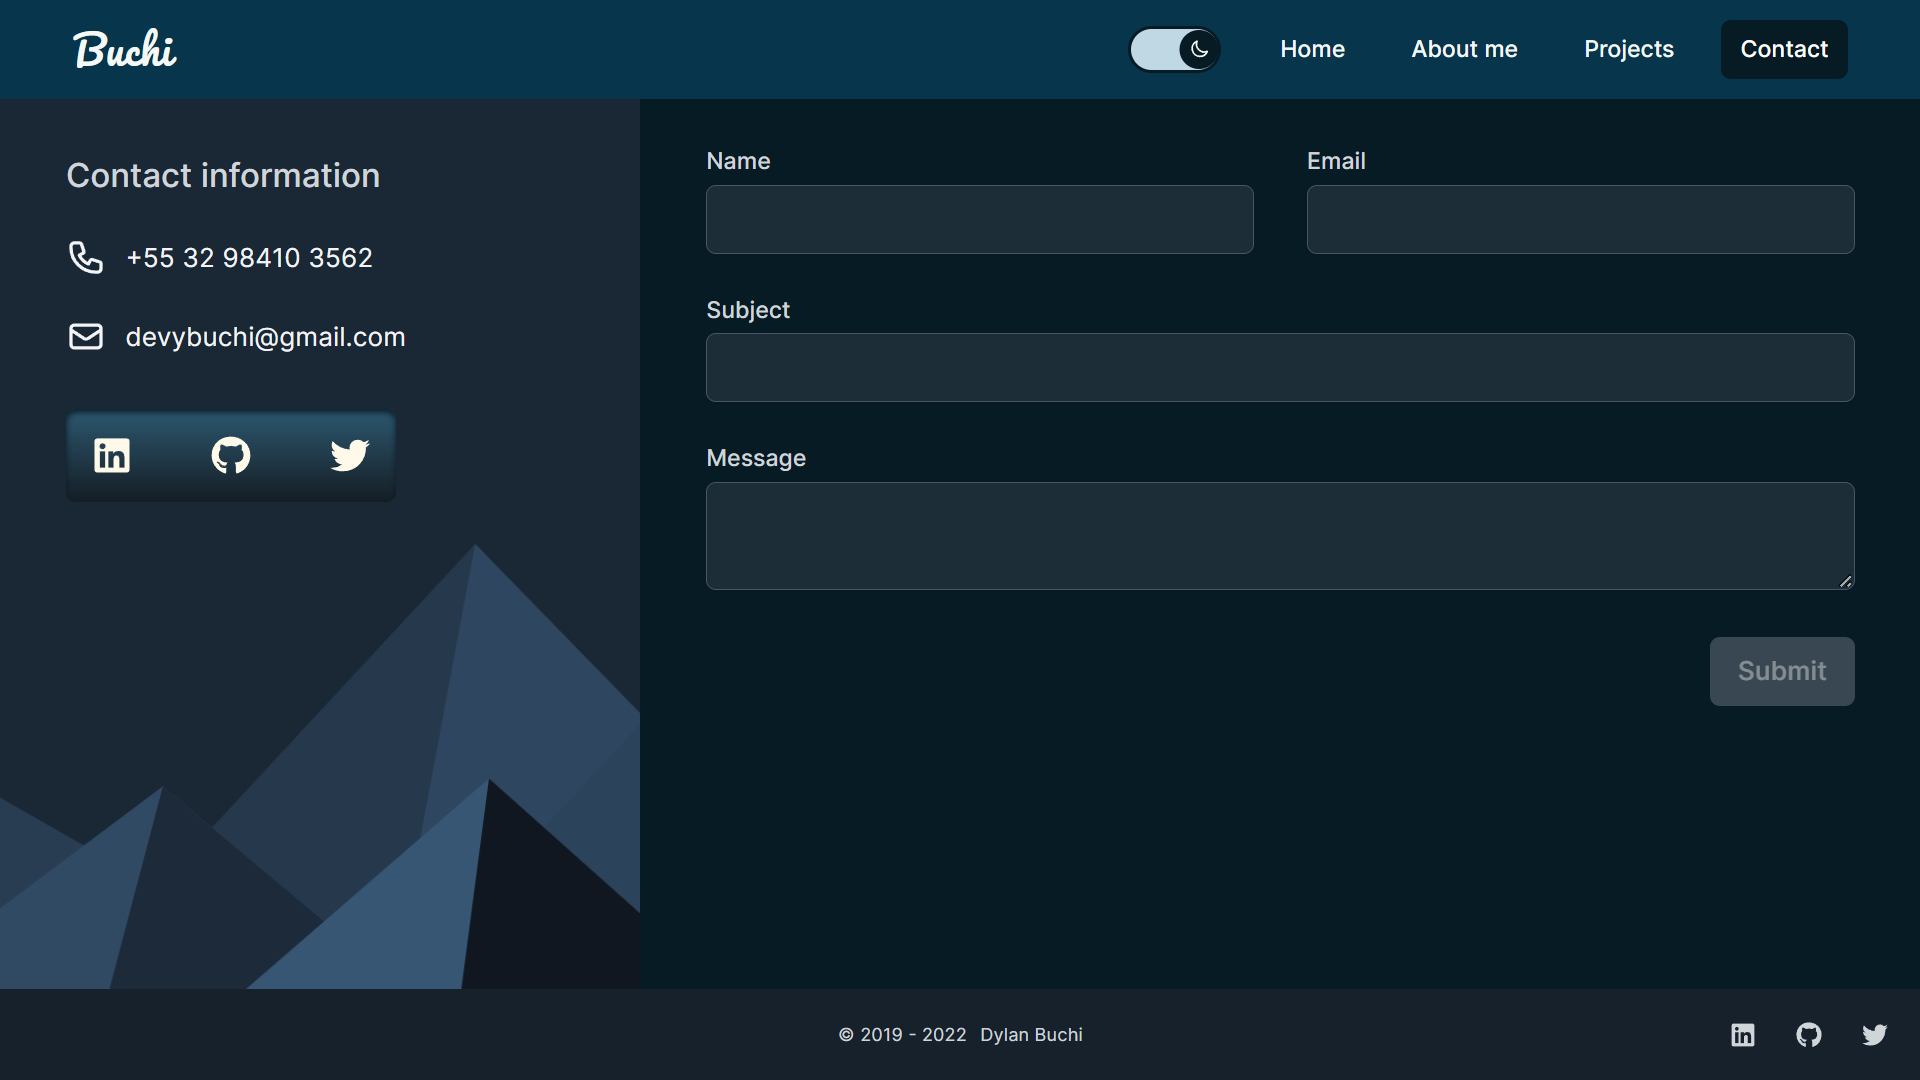 Buchi
Home
About me
Projects
Contact
Contact information
+55 32 98410 3562
devybuchi@gmail.com
Name
Email
Subject
Message
Submit
© 2019 - 2022 Dylan Buchi